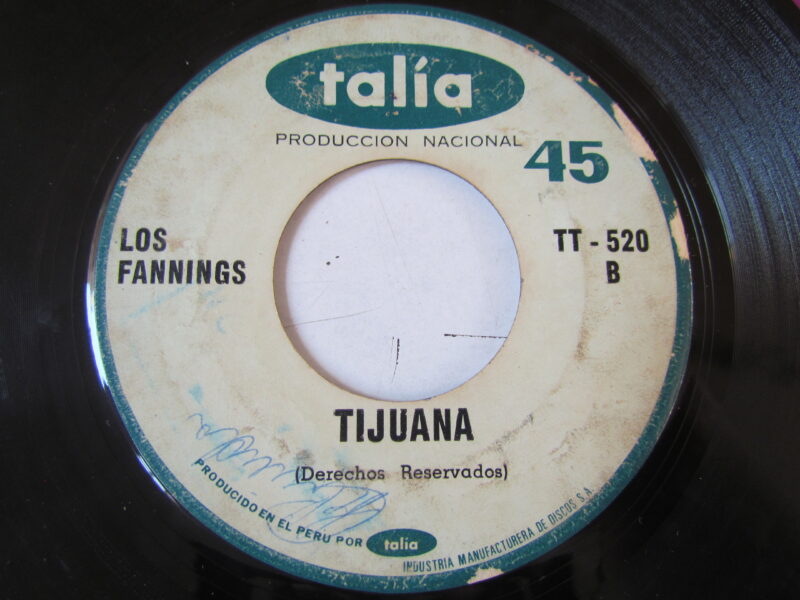 talía
PRODUCCION NACIONAL
45
LOS
FANNINGS
TT - 520
B
TIJUANA
(Derechos Reservados)
PRODUCIDO EN EL PERU POR talia
INDUSTRIA MANUFACTURERA DE DISCOS S.A.